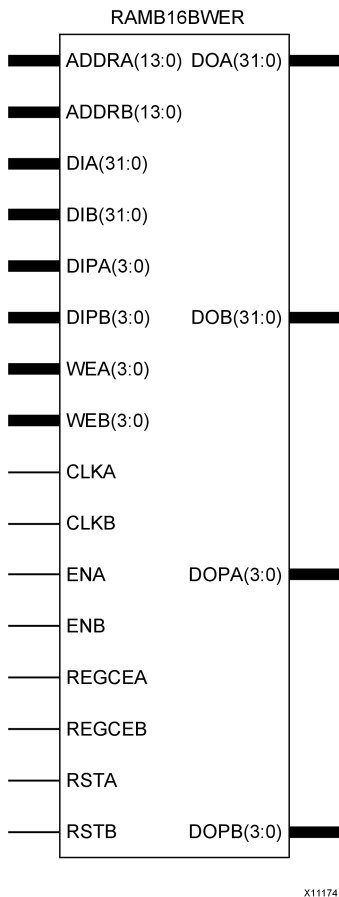 RAMB16BWER
ADDRA(13:0) DOA(31:0)
ADDRB(13:0)
DIA(31:0)
DIB(31:0)
DIPA(3:0)
DIPB(3:0) DOB(31:0)
WEA(3:0)
WEB(3:0)
CLKA
CLKB
ENA DOPA(3:0)
ENB
REGCEA
REGCEB
RSTA
RSTB DOPB(3:0)
X11174